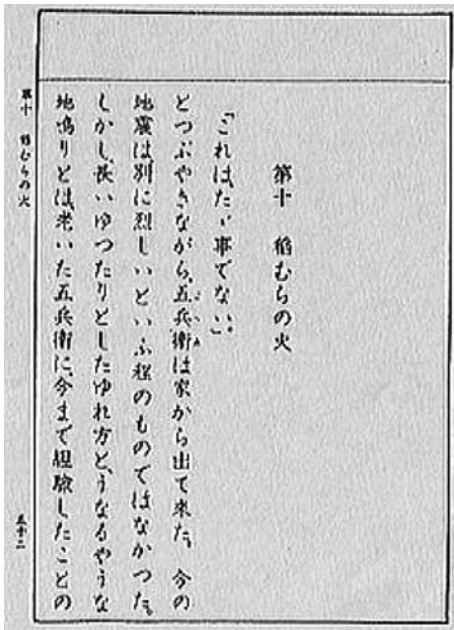 第十 稻むらの火
「これは、たゞ事でない。」
とつぶやきながら、五兵衛は家から出て來た。今の
地震は、別に烈しいといふ程のものではなかつた。
しかし、長いゆつたりとしたゆれ方と、うなるやうな
地鳴りとは、老いた五兵衛に、今まで經驗したことの
第十 稻むらの火
五十二